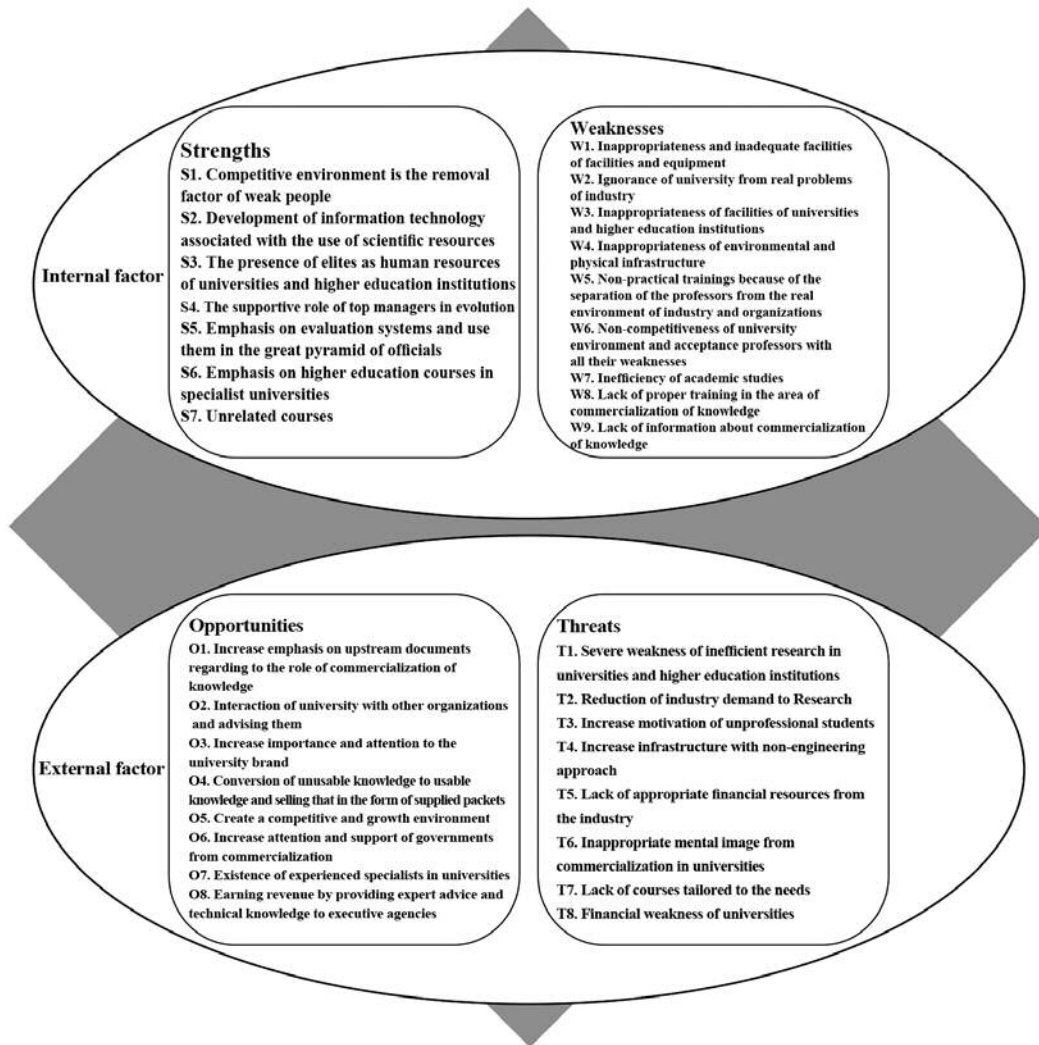 Internal factor
Strengths
S1. Competitive environment is the removal
factor of weak people
S2. Development of information technology
associated with the use of scientific resources
S3. The presence of elites as human resources
of universities and higher education institutions
S4. The supportive role of top managers in evolution
S5. Emphasis on evaluation systems and use
them in the great pyramid of officials
S6. Emphasis on higher education courses in
specialist universities
S7. Unrelated courses
Weaknesses
W1. Inappropriateness and inadequate facilities
of facilities and equipment
W2. Ignorance of university from real problems
of industry
W3. Inappropriateness of facilities of universities
and higher education institutions
W4. Inappropriateness of environmental and
physical infrastructure
W5. Non-practical trainings because of the
separation of the professors from the real
environment of industry and organizations
W6. Non-competitiveness of university
environment and acceptance professors with
all their weaknesses
W7. Inefficiency of academic studies
W8. Lack of proper training in the area of
commercialization of knowledge
W9. Lack of information about commercialization
of knowledge
External factor
Opportunities
O1. Increase emphasis on upstream documents
regarding to the role of commercialization of
knowledge
O2. Interaction of university with other organizations
and advising them
O3. Increase importance and attention to the
university brand
O4. Conversion of unusable knowledge to usable
knowledge and selling that in the form of supplied packets
O5. Create a competitive and growth environment
O6. Increase attention and support of governments
from commercialization
O7. Existence of experienced specialists in universities
O8. Earning revenue by providing expert advice and
technical knowledge to executive agencies
Threats
T1. Severe weakness of inefficient research in
universities and higher education institutions
T2. Reduction of industry demand to Research
T3. Increase motivation of unprofessional students
T4. Increase infrastructure with non-engineering
approach
T5. Lack of appropriate financial resources from
the industry
T6. Inappropriate mental image from
commercialization in universities
T7. Lack of courses tailored to the needs
T8. Financial weakness of universities